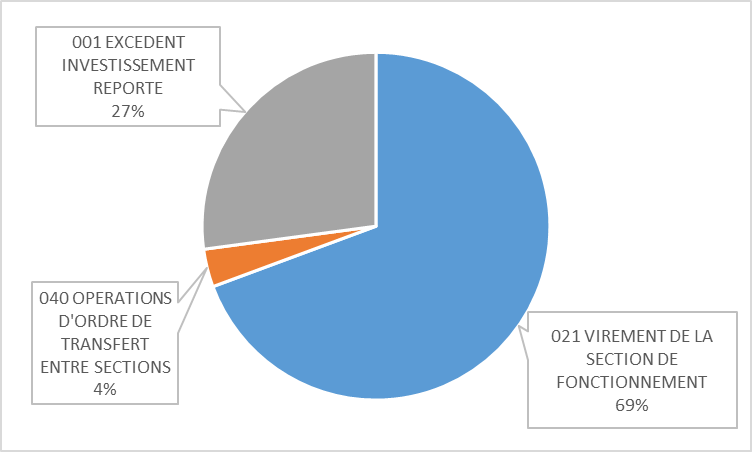 001 EXCEDENT
INVESTISSEMENT
REPORTE
27%
040 OPERATIONS
D'ORDRE DE
TRANSFERT
ENTRE SECTIONS
4%
021 VIREMENT DE LA
SECTION DE
FONCTIONNEMENT
69%